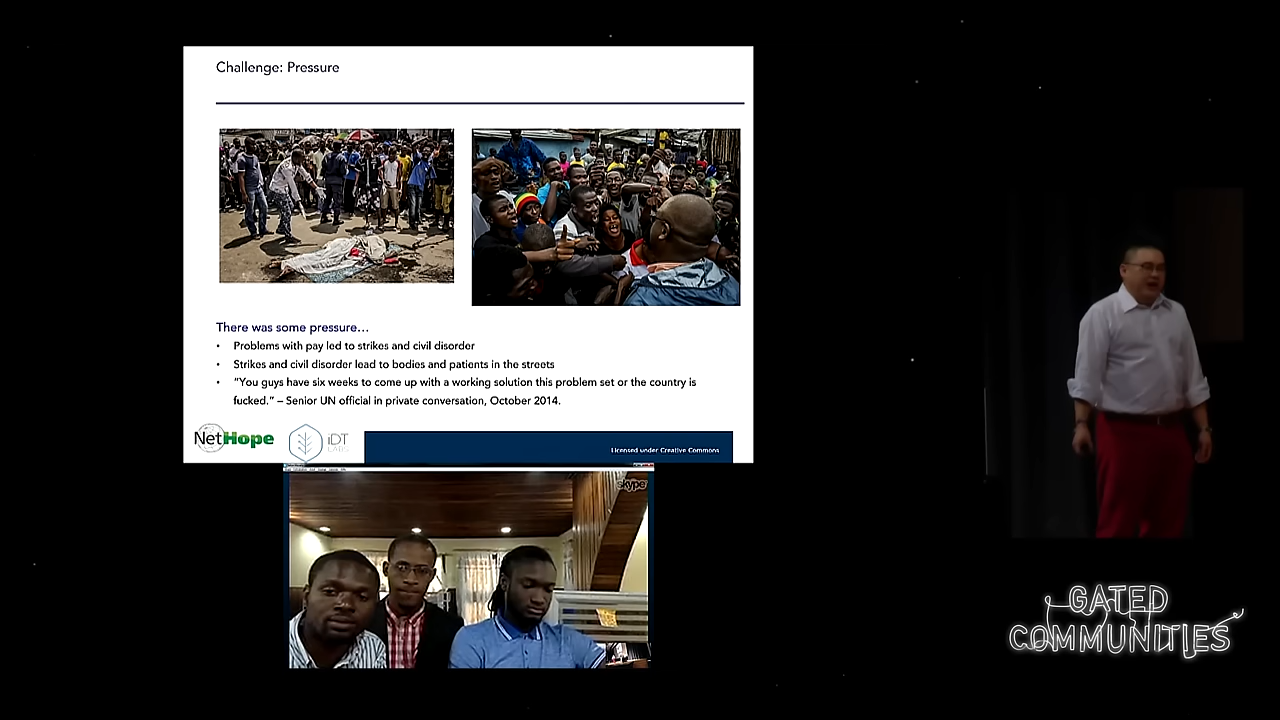 Challenge: Pressure
There was some pressure...
• Problems with pay led to strikes and civil disorder
• Strikes and civil disorder lead to bodies and patients in the streets
• "You guys have six weeks to come up with a working solution this problem set or the country is
fucked." – Senior UN official in private conversation, October 2014.
NetHope
iDT
LABS
Licensed under Creative Commons
skype
GATED
COMMUNITIES